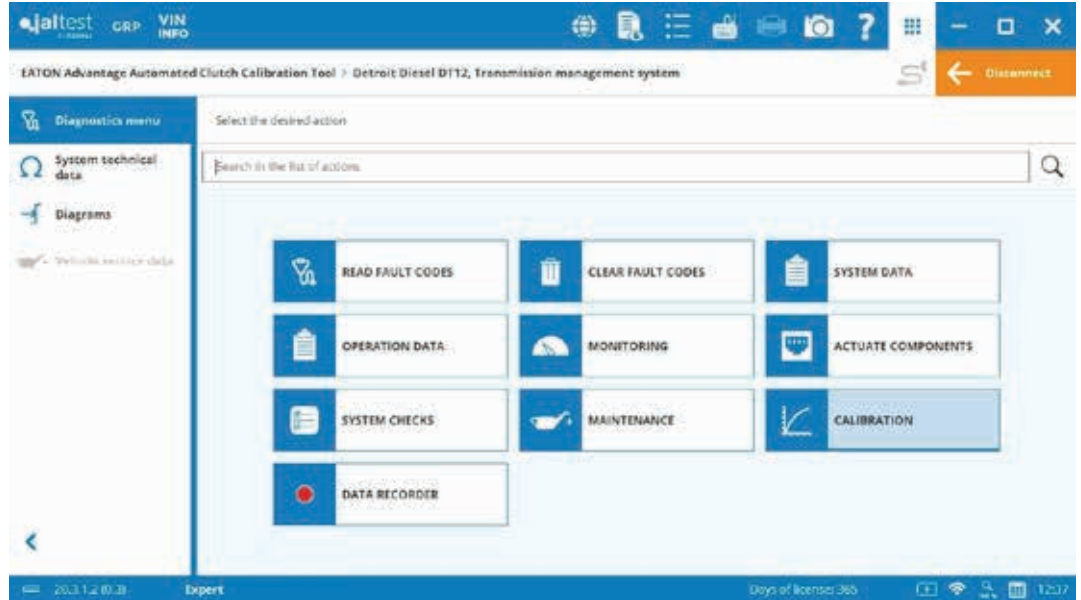 jaltest GRP VIN
INFO
EATON Advantage Automated Clutch Calibration Tool > Detroit Diesel DT12, Transmission management system
Disconnect
Diagnostics menu
Select the desired action
System technical
data
Search in the list of actions
Diagrams
Vehicle service data
READ FAULT CODES
CLEAR FAULT CODES
SYSTEM DATA
OPERATION DATA
MONITORING
ACTUATE COMPONENTS
SYSTEM CHECKS
MAINTENANCE
CALIBRATION
DATA RECORDER
Expert
Days of license: 365
12:37